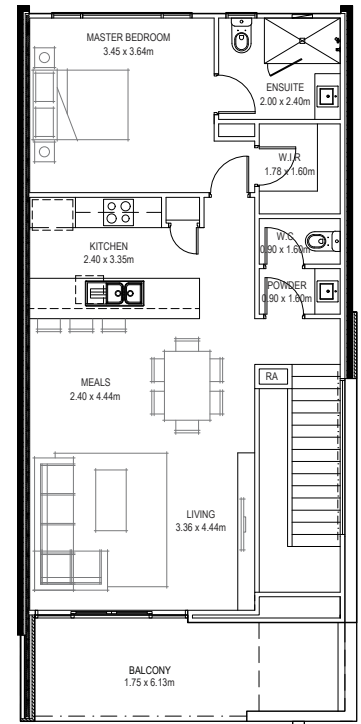 MASTER BEDROOM
3.45 x 3.64m
ENSUITE
2.00 x 2.40m
W.I.R
1.78 x 1.60m
KITCHEN
2.40 x 3.35m
W.C.
0.90 x 1.60m
POWDER
0.90 x 1.60m
RA
MEALS
2.40 x 4.44m
LIVING
3.36 x 4.44m
BALCONY
1.75 x 6.13m